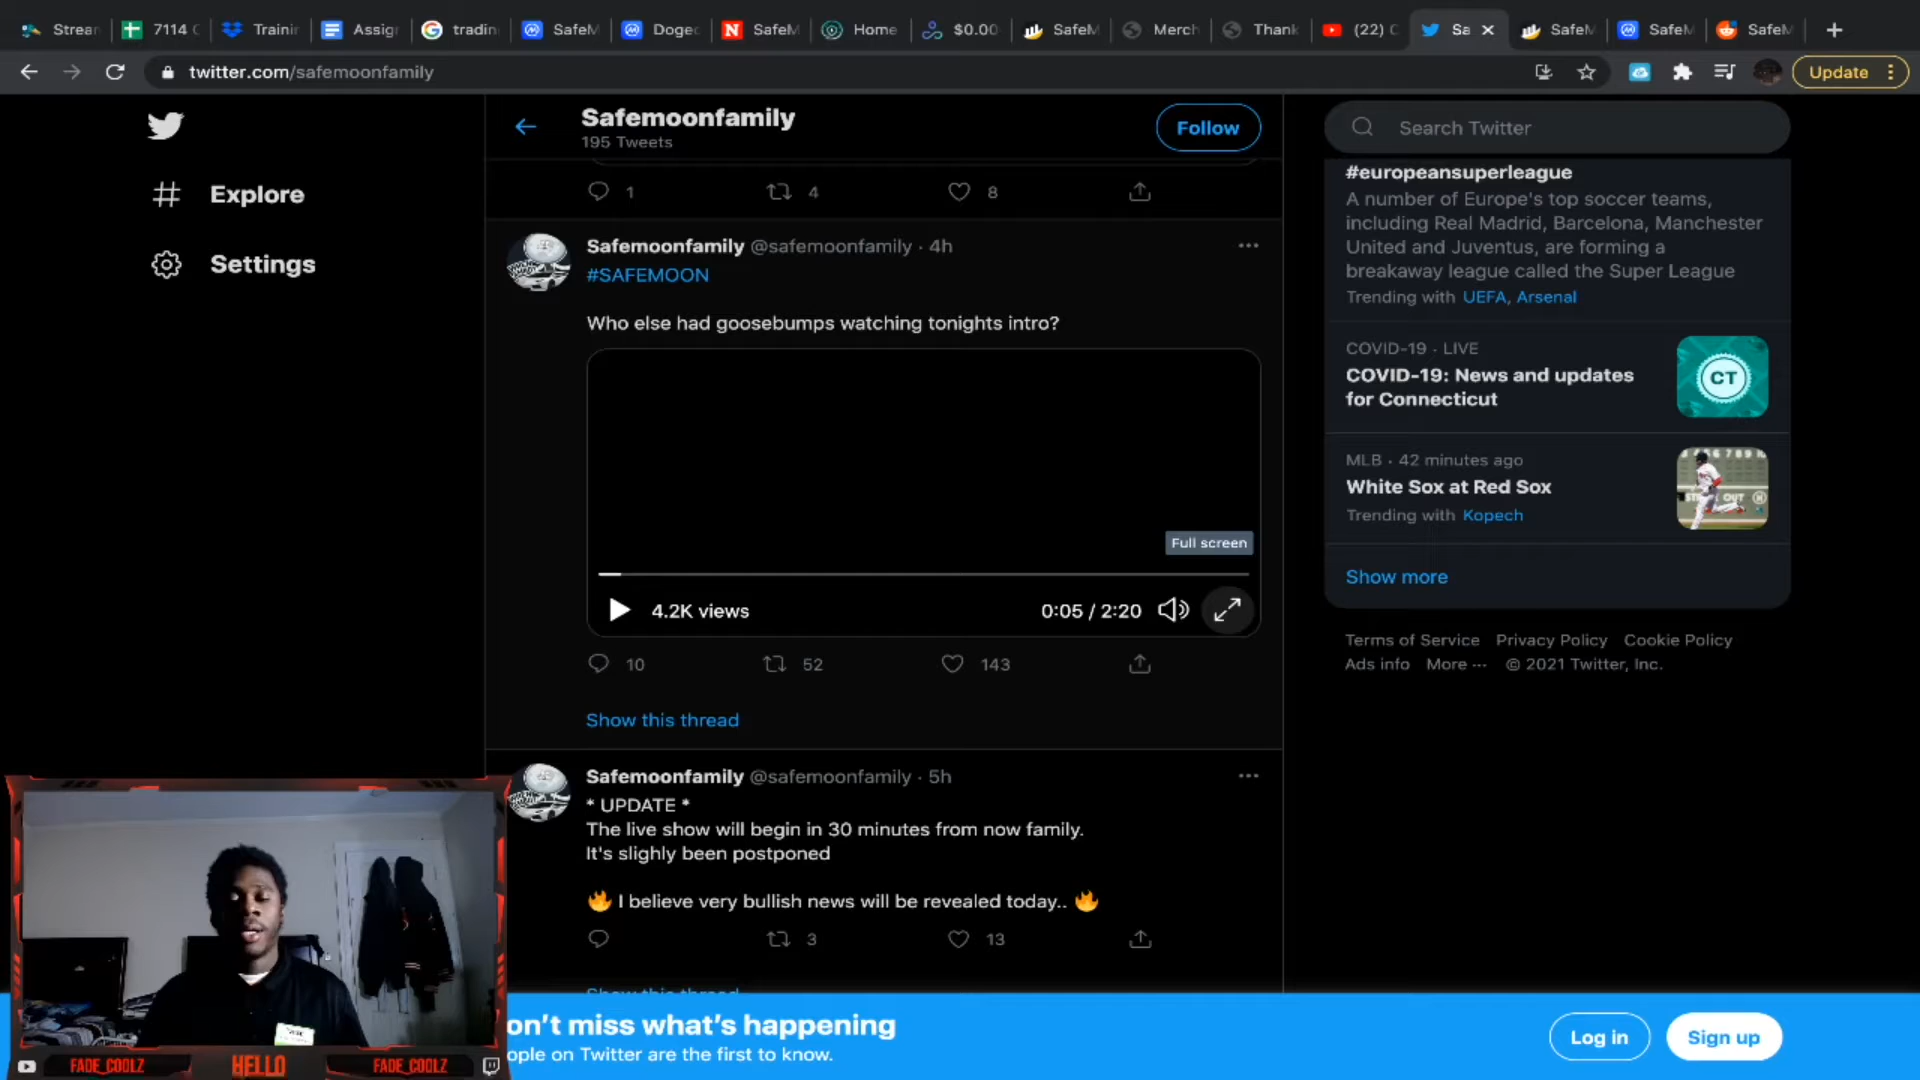 Strea
7114
Trainin
Assigr
tradin
SafeM
Doge
SafeM
Home
$0.00
SafeM
Merch
Thank
(22)
Sa
SafeM
SafeM
SafeM
twitter.com/safemoonfamily
Update
Explore
Settings
Safemoonfamily
195 Tweets
Follow
1 4 8
Safemoonfamily @safemoonfamily · 4h
#SAFEMOON
Who else had goosebumps watching tonights intro?
Full screen
4.2K views
0:05 / 2:20
10 52 143
Show this thread
Safemoonfamily @safemoonfamily · 5h
* UPDATE *
The live show will begin in 30 minutes from now family.
It's slighly been postponed
🔥 I believe very bullish news will be revealed today.. 🔥
3 13
Show this thread
Search Twitter
#europeansuperleague
A number of Europe's top soccer teams,
including Real Madrid, Barcelona, Manchester
United and Juventus, are forming a
breakaway league called the Super League
Trending with UEFA, Arsenal
COVID-19 · LIVE
COVID-19: News and updates
for Connecticut
CT
MLB · 42 minutes ago
White Sox at Red Sox
Trending with Kopech
Show more
Terms of Service Privacy Policy Cookie Policy
Ads info More ··· © 2021 Twitter, Inc.
on't miss what's happening
ople on Twitter are the first to know.
Log in
Sign up
FADE_COOLZ
HELLO
FADE_COOLZ